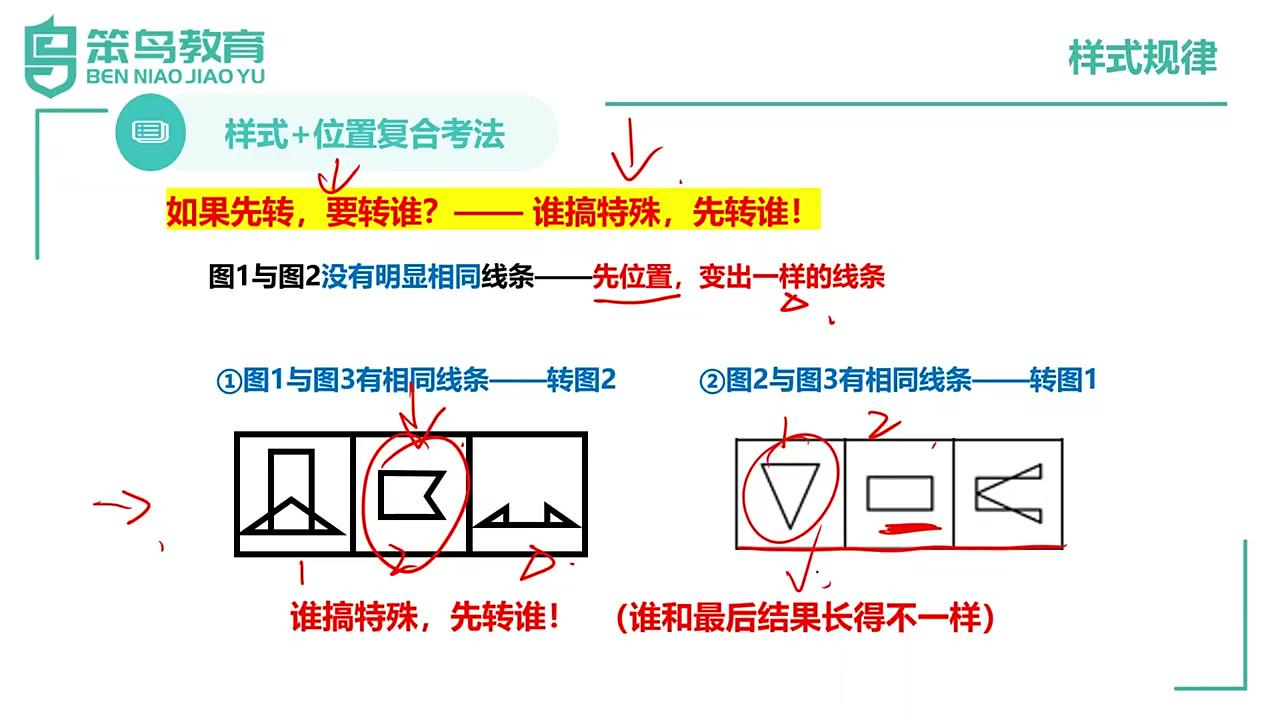 笨鸟教育
BEN NIAO JIAO YU
样式规律
样式+位置复合考法
如果先转，要转谁？—— 谁搞特殊，先转谁！
图1与图2没有明显相同线条——先位置，变出一样的线条
①图1与图3有相同线条——转图2
②图2与图3有相同线条——转图1
1 2
1 2
谁搞特殊，先转谁！ （谁和最后结果长得不一样）